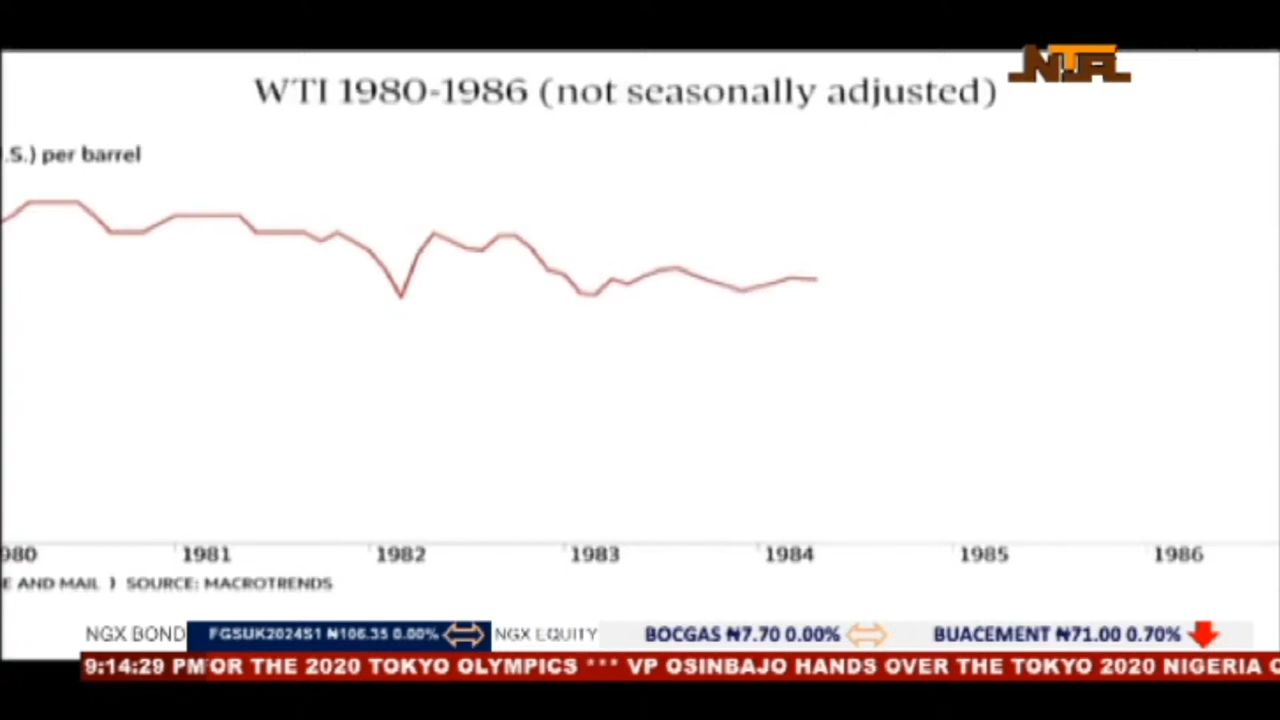 NTA
WTI 1980-1986 (not seasonally adjusted)
.S.) per barrel
980 1981 1982 1983 1984 1985 1986
E AND MAIL ) SOURCE: MACROTRENDS
NGX BOND FGSUK2024S1 ₦106.35 0.00% NGX EQUITY BOCGAS ₦7.70 0.00% BUACEMENT ₦71.00 0.70%
9:14:29 PM OR THE 2020 TOKYO OLYMPICS *** VP OSINBAJO HANDS OVER THE TOKYO 2020 NIGERIA